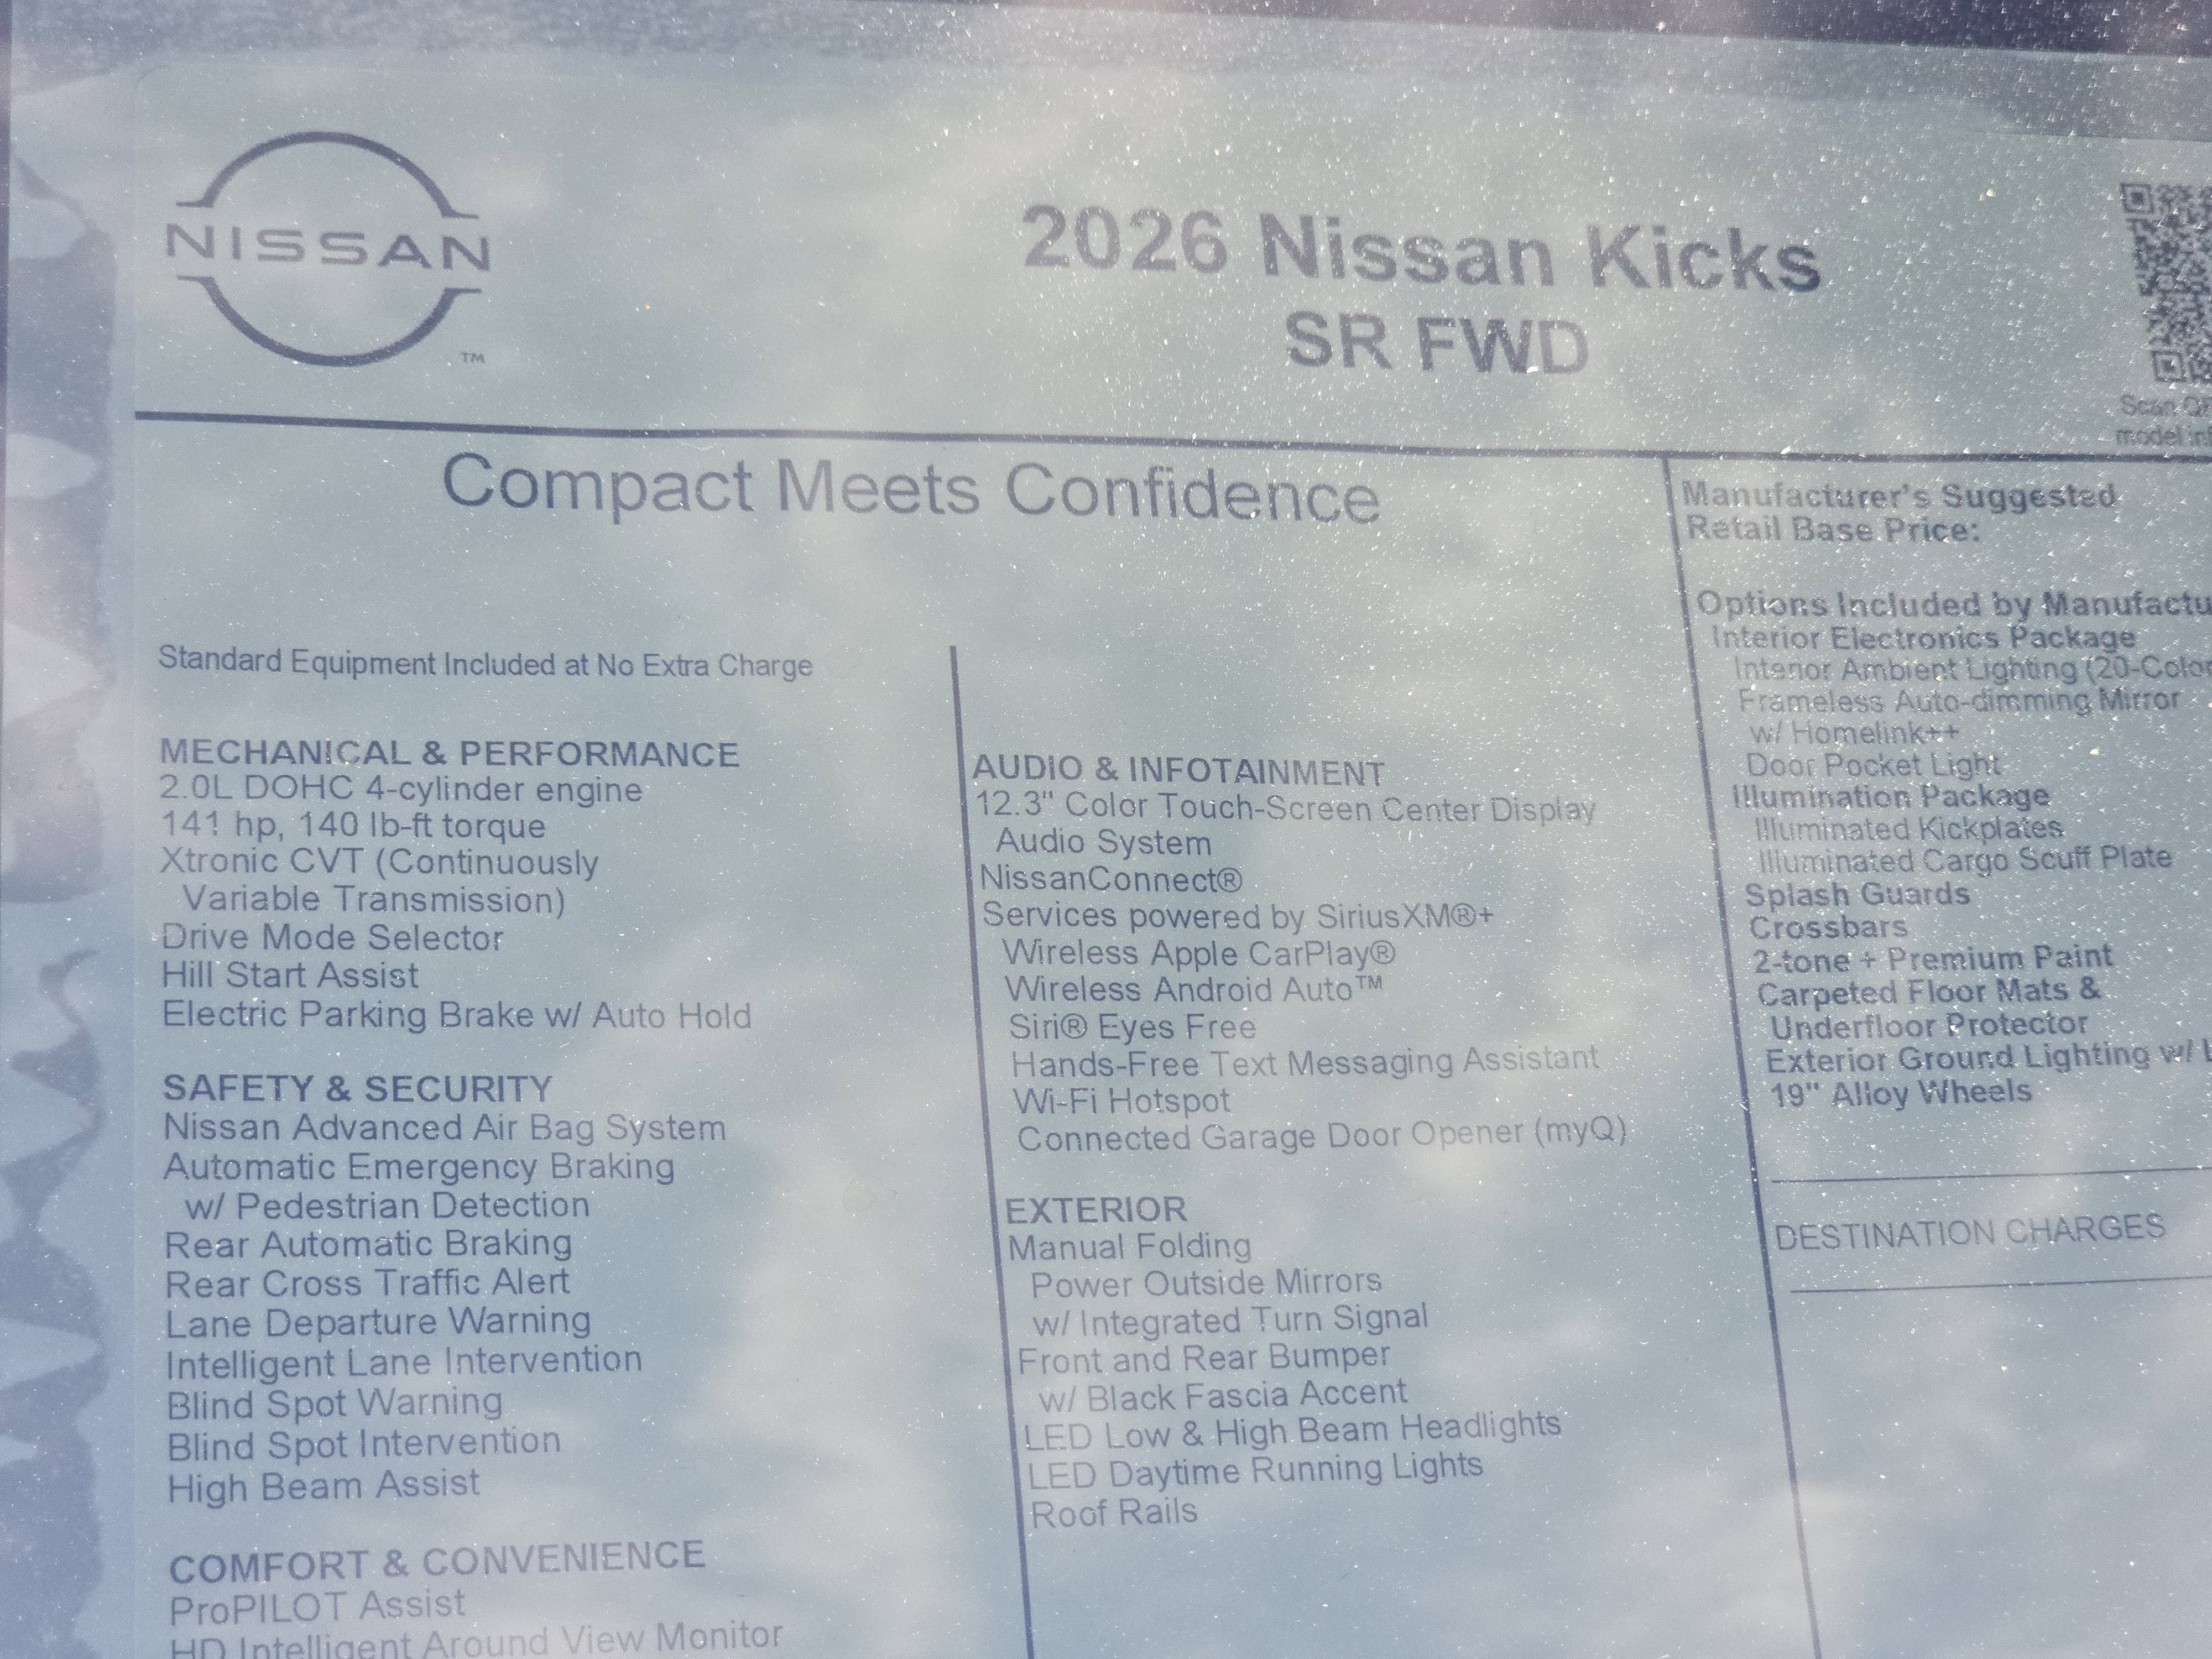 NISSAN
TM
2026 Nissan Kicks
SR FWD
Scan
model
Compact Meets Confidence
Standard Equipment Included at No Extra Charge
MECHANICAL & PERFORMANCE
2.0L DOHC 4-cylinder engine
141 hp, 140 lb-ft torque
Xtronic CVT (Continuously
Variable Transmission)
Drive Mode Selector
Hill Start Assist
Electric Parking Brake w/ Auto Hold
SAFETY & SECURITY
Nissan Advanced Air Bag System
Automatic Emergency Braking
w/ Pedestrian Detection
Rear Automatic Braking
Rear Cross Traffic Alert
Lane Departure Warning
Intelligent Lane Intervention
Blind Spot Warning
Blind Spot Intervention
High Beam Assist
COMFORT & CONVENIENCE
ProPILOT Assist
HD Intelligent Around View Monitor
AUDIO & INFOTAINMENT
12.3" Color Touch-Screen Center Display
Audio System
NissanConnect®
Services powered by SiriusXM®+
Wireless Apple CarPlay®
Wireless Android Auto™
Siri® Eyes Free
Hands-Free Text Messaging Assistant
Wi-Fi Hotspot
Connected Garage Door Opener (myQ)
EXTERIOR
Manual Folding
Power Outside Mirrors
w/ Integrated Turn Signal
Front and Rear Bumper
w/ Black Fascia Accent
LED Low & High Beam Headlights
LED Daytime Running Lights
Roof Rails
Manufacturer's Suggested
Retail Base Price:
Options Included by Manufactu
Interior Electronics Package
Interior Ambient Lighting (20-Color
Frameless Auto-dimming Mirror
w/ Homelink++
Door Pocket Light
Illumination Package
Illuminated Kickplates
Illuminated Cargo Scuff Plate
Splash Guards
Crossbars
2-tone + Premium Paint
Carpeted Floor Mats &
Underfloor Protector
Exterior Ground Lighting w/
19" Alloy Wheels
DESTINATION CHARGES